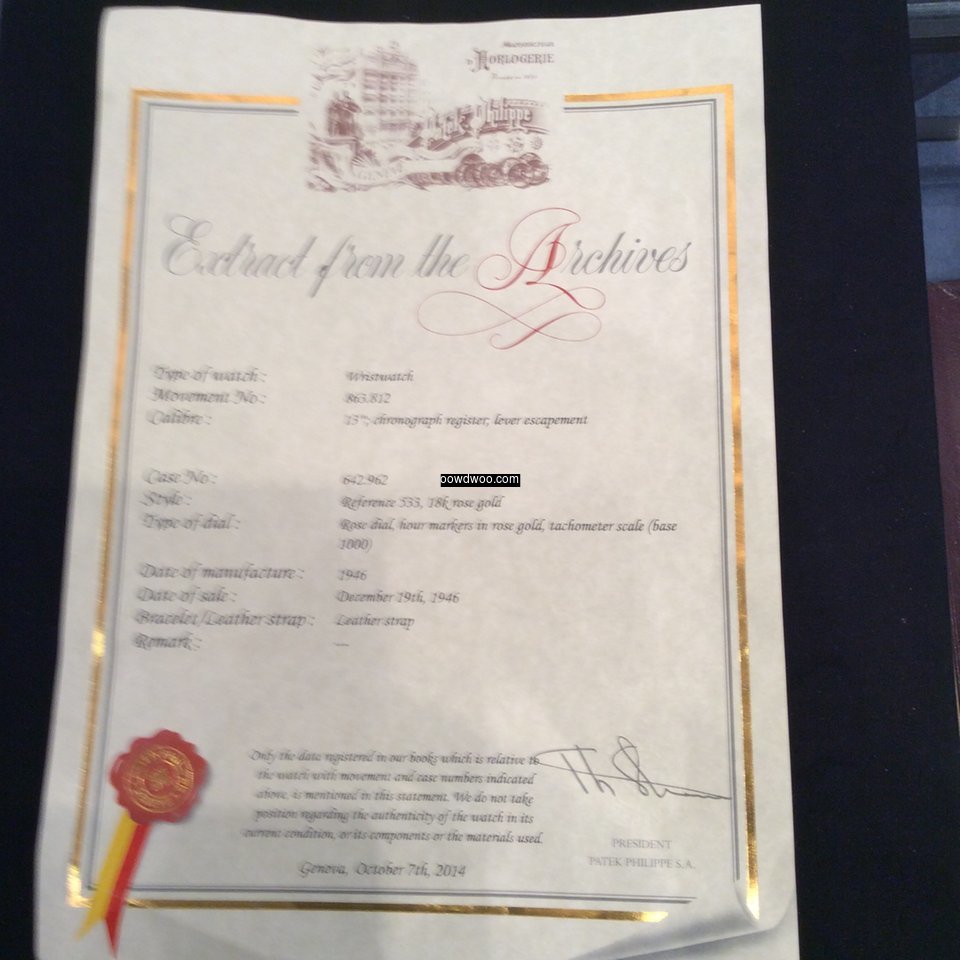 Manufacture
d'Horlogerie
Patek Philippe
GENÈVE
Extract from the Archives
Type of watch : Wristwatch
Movement No : 863.812
Calibre : 13''', chronograph register, lever escapement
Case No : 642.962
powdwoo.com
Style : Reference 533, 18k rose gold
Type of dial : Rose dial, hour markers in rose gold, tachometer scale (base
1000)
Date of manufacture : 1946
Date of sale : December 19th, 1946
Bracelet/Leather strap : Leather strap
Remark : —
Only the data registered in our books which is relative to
the watch with movement and case numbers indicated
above, is mentioned in this statement. We do not take
position regarding the authenticity of the watch in its
current condition, or its components or the materials used.
Geneva, October 7th, 2014
PRESIDENT
PATEK PHILIPPE S.A.